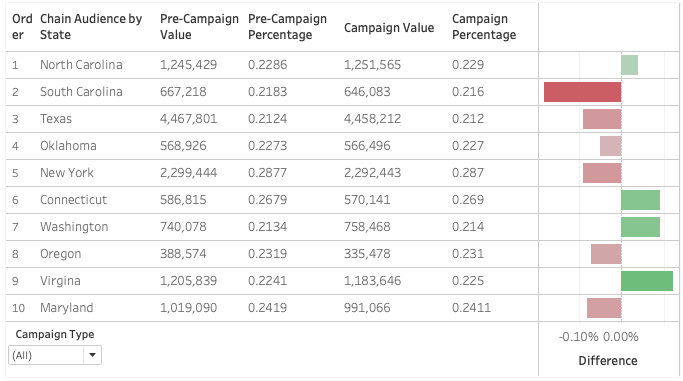 Ord er Chain Audience by State Pre-Campaign Value Pre-Campaign Percentage Campaign Value Campaign Percentage
1 North Carolina 1,245,429 0.2286 1,251,565 0.229
2 South Carolina 667,218 0.2183 646,083 0.216
3 Texas 4,467,801 0.2124 4,458,212 0.212
4 Oklahoma 568,926 0.2273 566,496 0.227
5 New York 2,299,444 0.2877 2,292,443 0.287
6 Connecticut 586,815 0.2679 570,141 0.269
7 Washington 740,078 0.2134 758,468 0.214
8 Oregon 388,574 0.2319 335,478 0.231
9 Virgina 1,205,839 0.2241 1,183,646 0.225
10 Maryland 1,019,090 0.2419 991,066 0.2411
Campaign Type
(All)
-0.10% 0.00%
Difference